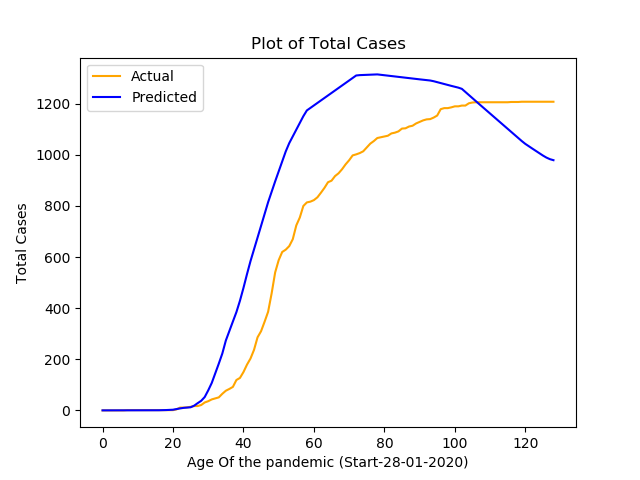 Plot of Total Cases
Actual
Predicted
1200
1000
800
600
400
200
0
Total Cases
0 20 40 60 80 100 120
Age Of the pandemic (Start-28-01-2020)